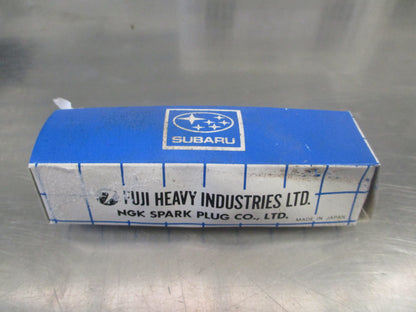 SUBARU
FUJI HEAVY INDUSTRIES LTD.
NGK SPARK PLUG CO., LTD.
MADE IN JAPAN